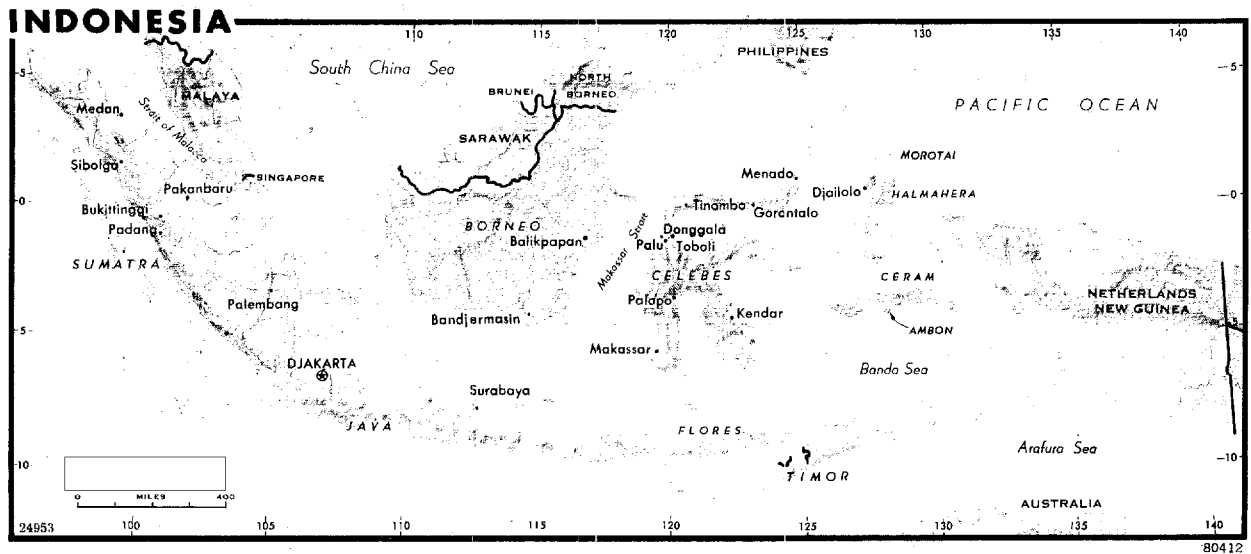 INDONESIA
110 115 120 125 130 135 140
PHILIPPINES
South China Sea
5
5
NORTH
BORNEO
BRUNEI
MALAYA
Medan
Strait of Malacca
PACIFIC OCEAN
SARAWAK
MOROTAI
Sibolga
SINGAPORE
Pakanbaru
Menado
Djailolo
HALMAHERA
0
0
Bukittinggi
Tinombo
Gorontalo
Padang
BORNEO
Makassar Strait
Donggala
Balikpapan
Palu
Toboli
SUMATRA
CELEBES
CERAM
Palembang
Palapo
NETHERLANDS
NEW GUINEA
Bandjermasin
Kendar
AMBON
5
5
Makassar
DJAKARTA
Banda Sea
Surabaya
JAVA
FLORES
Arafura Sea
10
10
TIMOR
0 MILES 400
AUSTRALIA
24953
100 105 110 115 120 125 130 135 140
80412